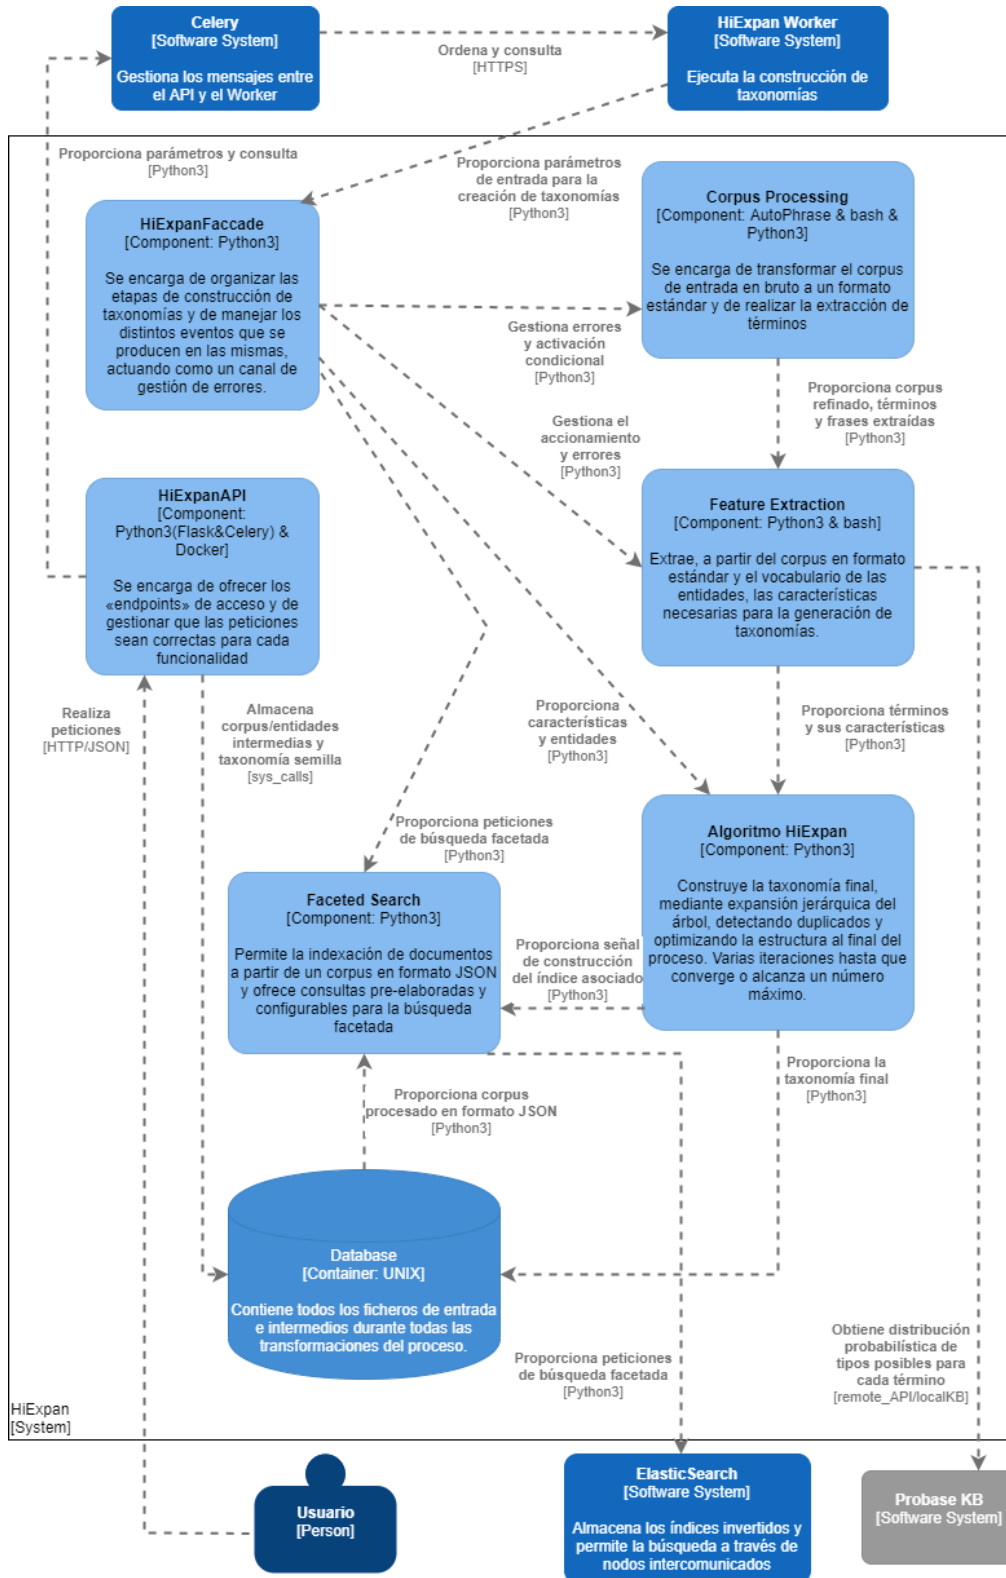 Celery
[Software System]
Gestiona los mensajes entre
el API y el Worker
Ordena y consulta
[HTTPS]
HiExpan Worker
[Software System]
Ejecuta la construcción de
taxonomías
Proporciona parámetros y consulta
[Python3]
Proporciona parámetros
de entrada para la
creación de taxonomías
[Python3]
HiExpanFaccade
[Component: Python3]
Se encarga de organizar las
etapas de construcción de
taxonomías y de manejar los
distintos eventos que se
producen en las mismas,
actuando como un canal de
gestión de errores.
Corpus Processing
[Component: AutoPhrase & bash &
Python3]
Se encarga de transformar el corpus
de entrada en bruto a un formato
estándar y de realizar la extracción de
términos
Gestiona errores
y activación
condicional
[Python3]
Proporciona corpus
refinado, términos
y frases extraídas
[Python3]
Gestiona el
accionamiento
y errores
[Python3]
HiExpanAPI
[Component:
Python3(Flask&Celery) &
Docker]
Se encarga de ofrecer los
«endpoints» de acceso y de
gestionar que las peticiones
sean correctas para cada
funcionalidad
Feature Extraction
[Component: Python3 & bash]
Extrae, a partir del corpus en formato
estándar y el vocabulario de las
entidades, las características
necesarias para la generación de
taxonomías.
Realiza
peticiones
[HTTP/JSON]
Almacena
corpus/entidades
intermedias y
taxonomía semilla
[sys_calls]
Proporciona
características
y entidades
[Python3]
Proporciona términos
y sus características
[Python3]
Proporciona peticiones
de búsqueda facetada
[Python3]
Algoritmo HiExpan
[Component: Python3]
Construye la taxonomía final,
mediante expansión jerárquica del
árbol, detectando duplicados y
optimizando la estructura al final del
proceso. Varias iteraciones hasta que
converge o alcanza un número
máximo.
Faceted Search
[Component: Python3]
Permite la indexación de documentos
a partir de un corpus en formato JSON
y ofrece consultas pre-elaboradas y
configurables para la búsqueda
facetada
Proporciona señal
de construcción
del índice asociado
[Python3]
Proporciona la
taxonomía final
[Python3]
Proporciona corpus
procesado en formato JSON
[Python3]
Database
[Container: UNIX]
Contiene todos los ficheros de entrada
e intermedios durante todas las
transformaciones del proceso.
Proporciona peticiones
de búsqueda facetada
[Python3]
Obtiene distribución
probabilística de
tipos posibles para
cada término
[remote_API/localKB]
HiExpan
[System]
Usuario
[Person]
ElasticSearch
[Software System]
Almacena los índices invertidos y
permite la búsqueda a través de
nodos intercomunicados
Probase KB
[Software System]